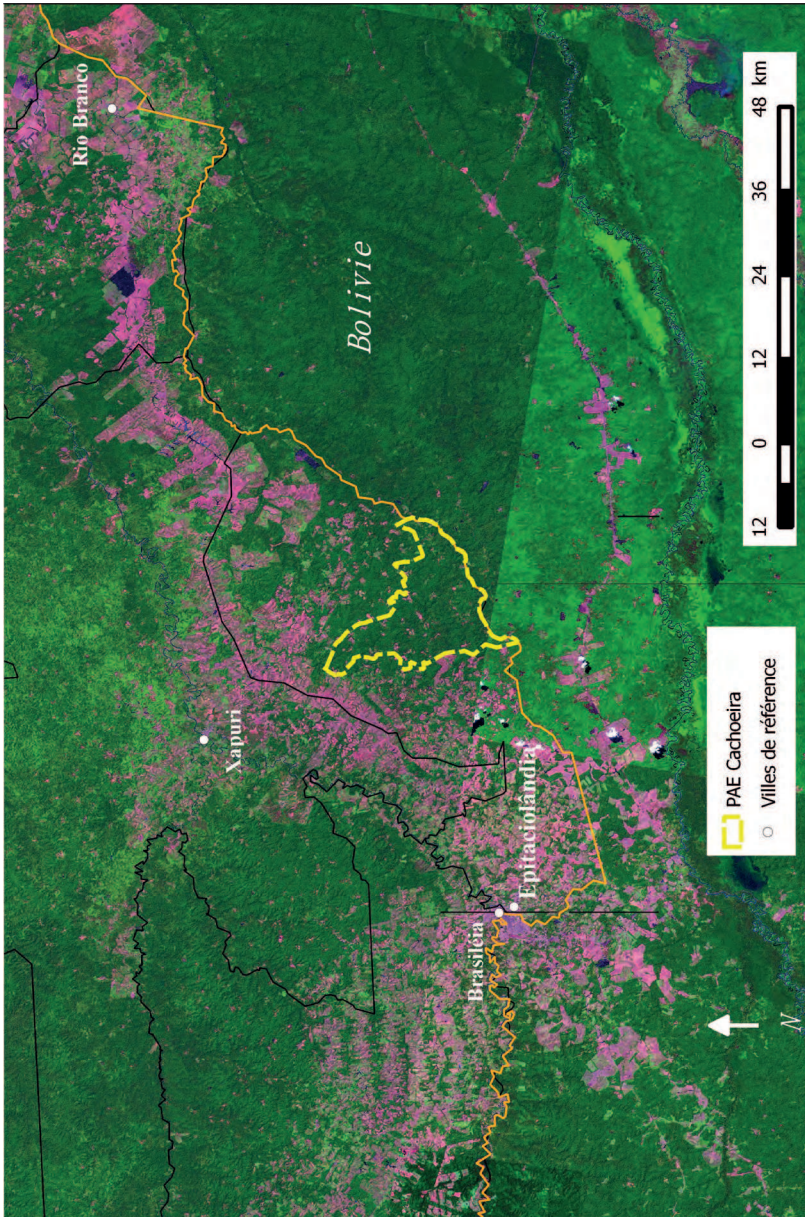 Rio Branco
Bolivie
Xapuri
Epitaciolândia
Brasiléia
N
PAE Cachoeira
Villes de référence
12 0 12 24 36 48 km